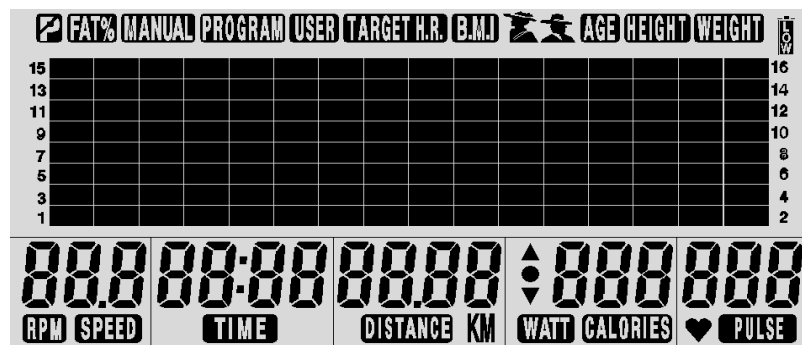 P FAT% MANUAL PROGRAM USER TARGET H.R. B.M.I AGE HEIGHT WEIGHT LOW
15 16
13 14
11 12
9 10
7 8
5 6
3 4
1 2
88.8 88:88 88.88 888 888
RPM SPEED TIME DISTANCE KM WATT CALORIES PULSE